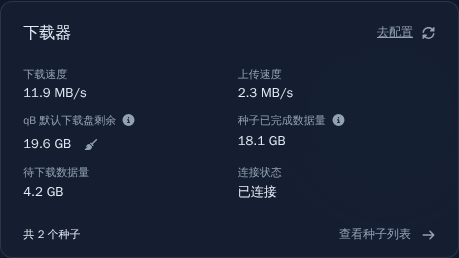 下载器 去配置
下载速度 上传速度
11.9 MB/s 2.3 MB/s
qB 默认下载盘剩余 种子已完成数据量
19.6 GB 18.1 GB
待下载数据量 连接状态
4.2 GB 已连接
共 2 个种子 查看种子列表